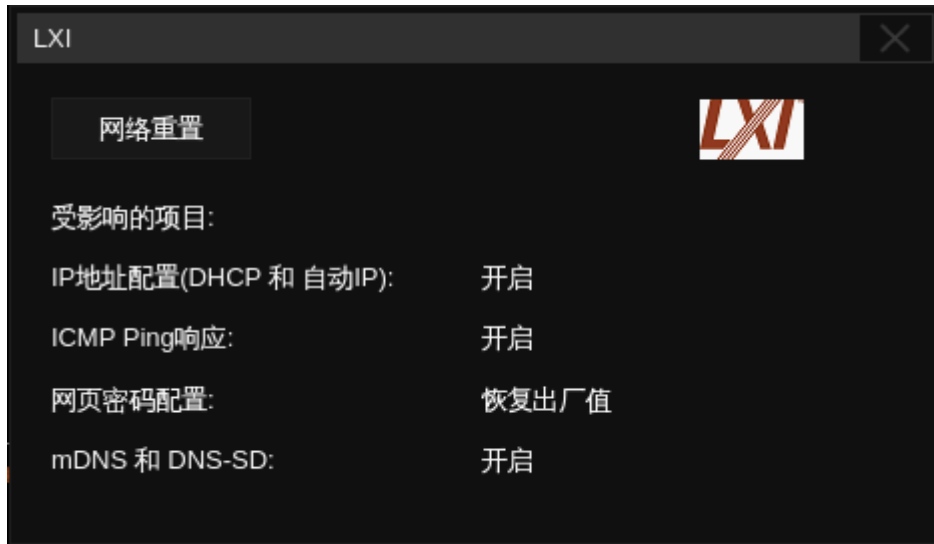 LXI
网络重置
LXI
受影响的项目:
IP地址配置(DHCP 和 自动IP): 开启
ICMP Ping响应: 开启
网页密码配置: 恢复出厂值
mDNS 和 DNS-SD: 开启